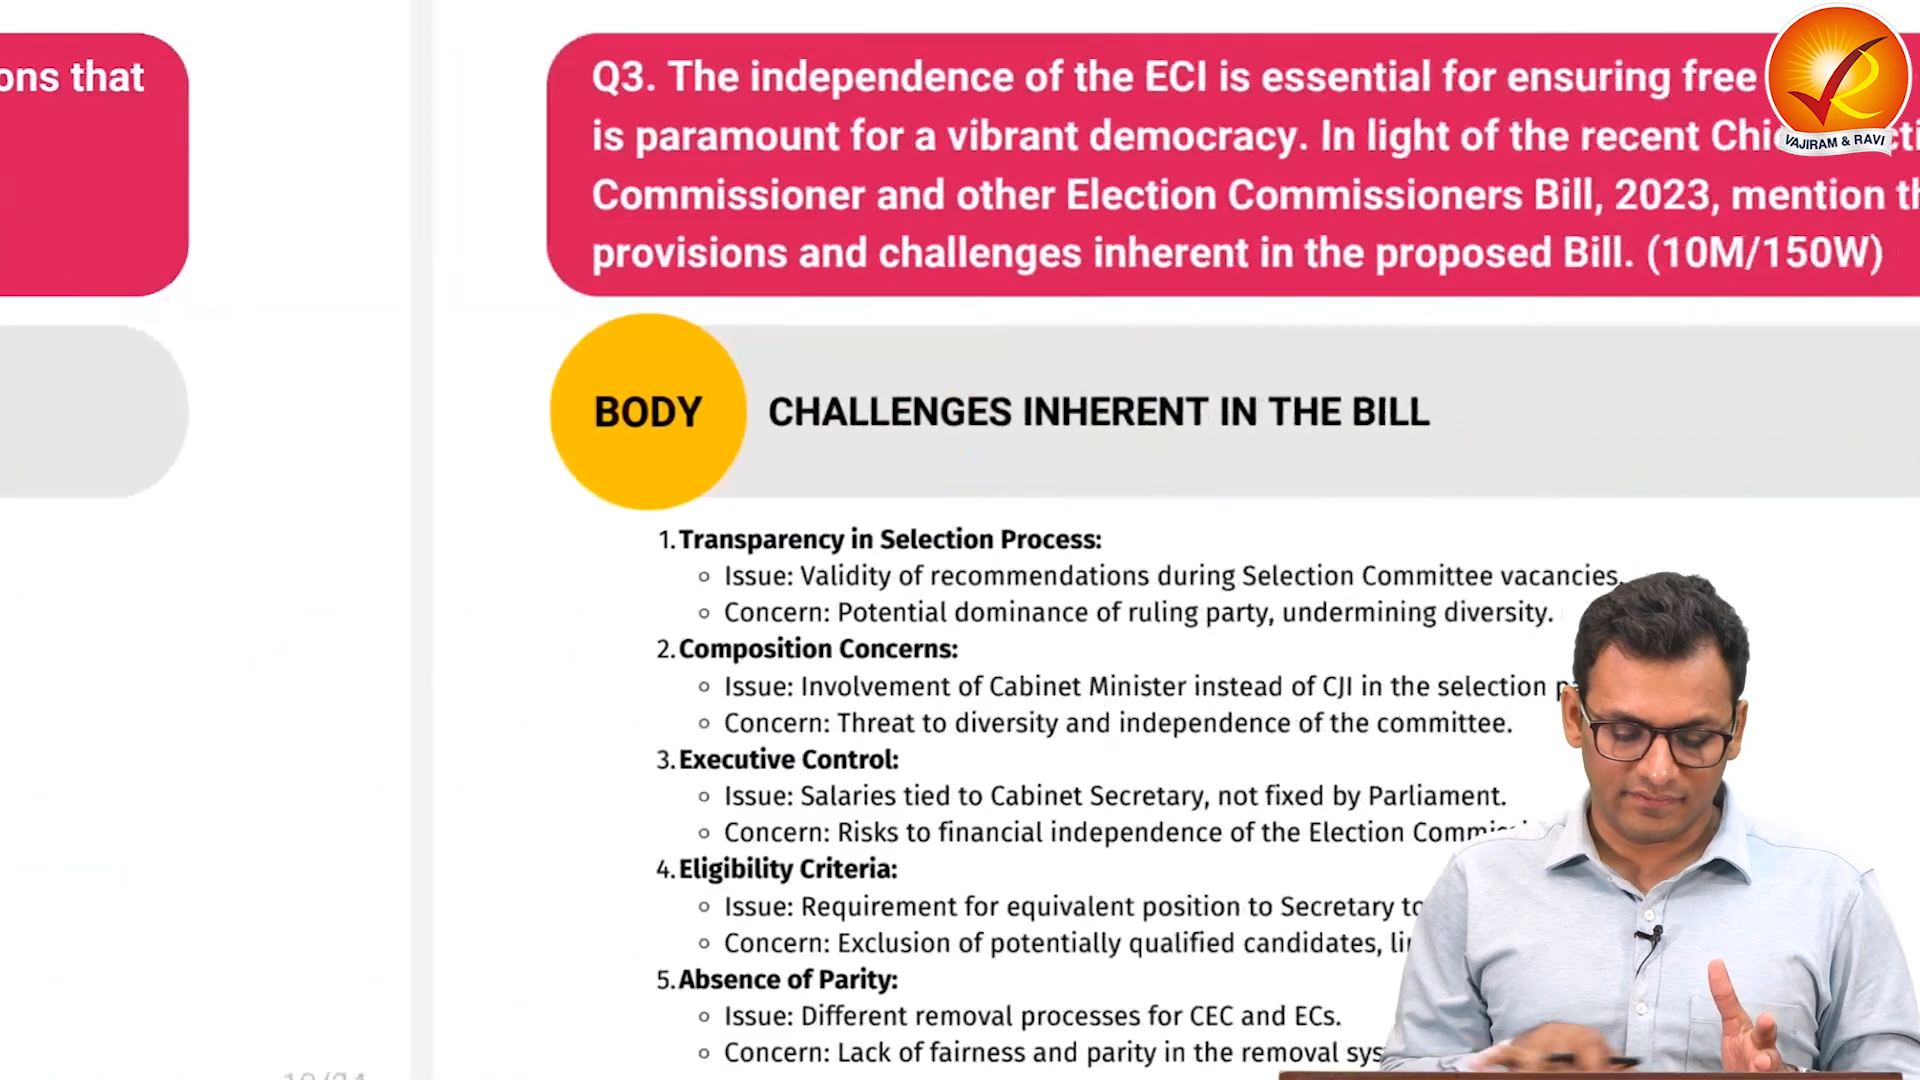 ons that
Q3. The independence of the ECI is essential for ensuring free
is paramount for a vibrant democracy. In light of the recent
Commissioner and other Election Commissioners Bill, 2023, mention
provisions and challenges inherent in the proposed Bill. (10M/150W)
VAJIRAM & RAVI
BODY
CHALLENGES INHERENT IN THE BILL
1. Transparency in Selection Process:
Issue: Validity of recommendations during Selection Committee vacancies.
Concern: Potential dominance of ruling party, undermining diversity.
2. Composition Concerns:
Issue: Involvement of Cabinet Minister instead of CJI in the selection
Concern: Threat to diversity and independence of the committee.
3. Executive Control:
Issue: Salaries tied to Cabinet Secretary, not fixed by Parliament.
Concern: Risks to financial independence of the Election
4. Eligibility Criteria:
Issue: Requirement for equivalent position to Secretary
Concern: Exclusion of potentially qualified candidates,
5. Absence of Parity:
Issue: Different removal processes for CEC and ECs.
Concern: Lack of fairness and parity in the removal